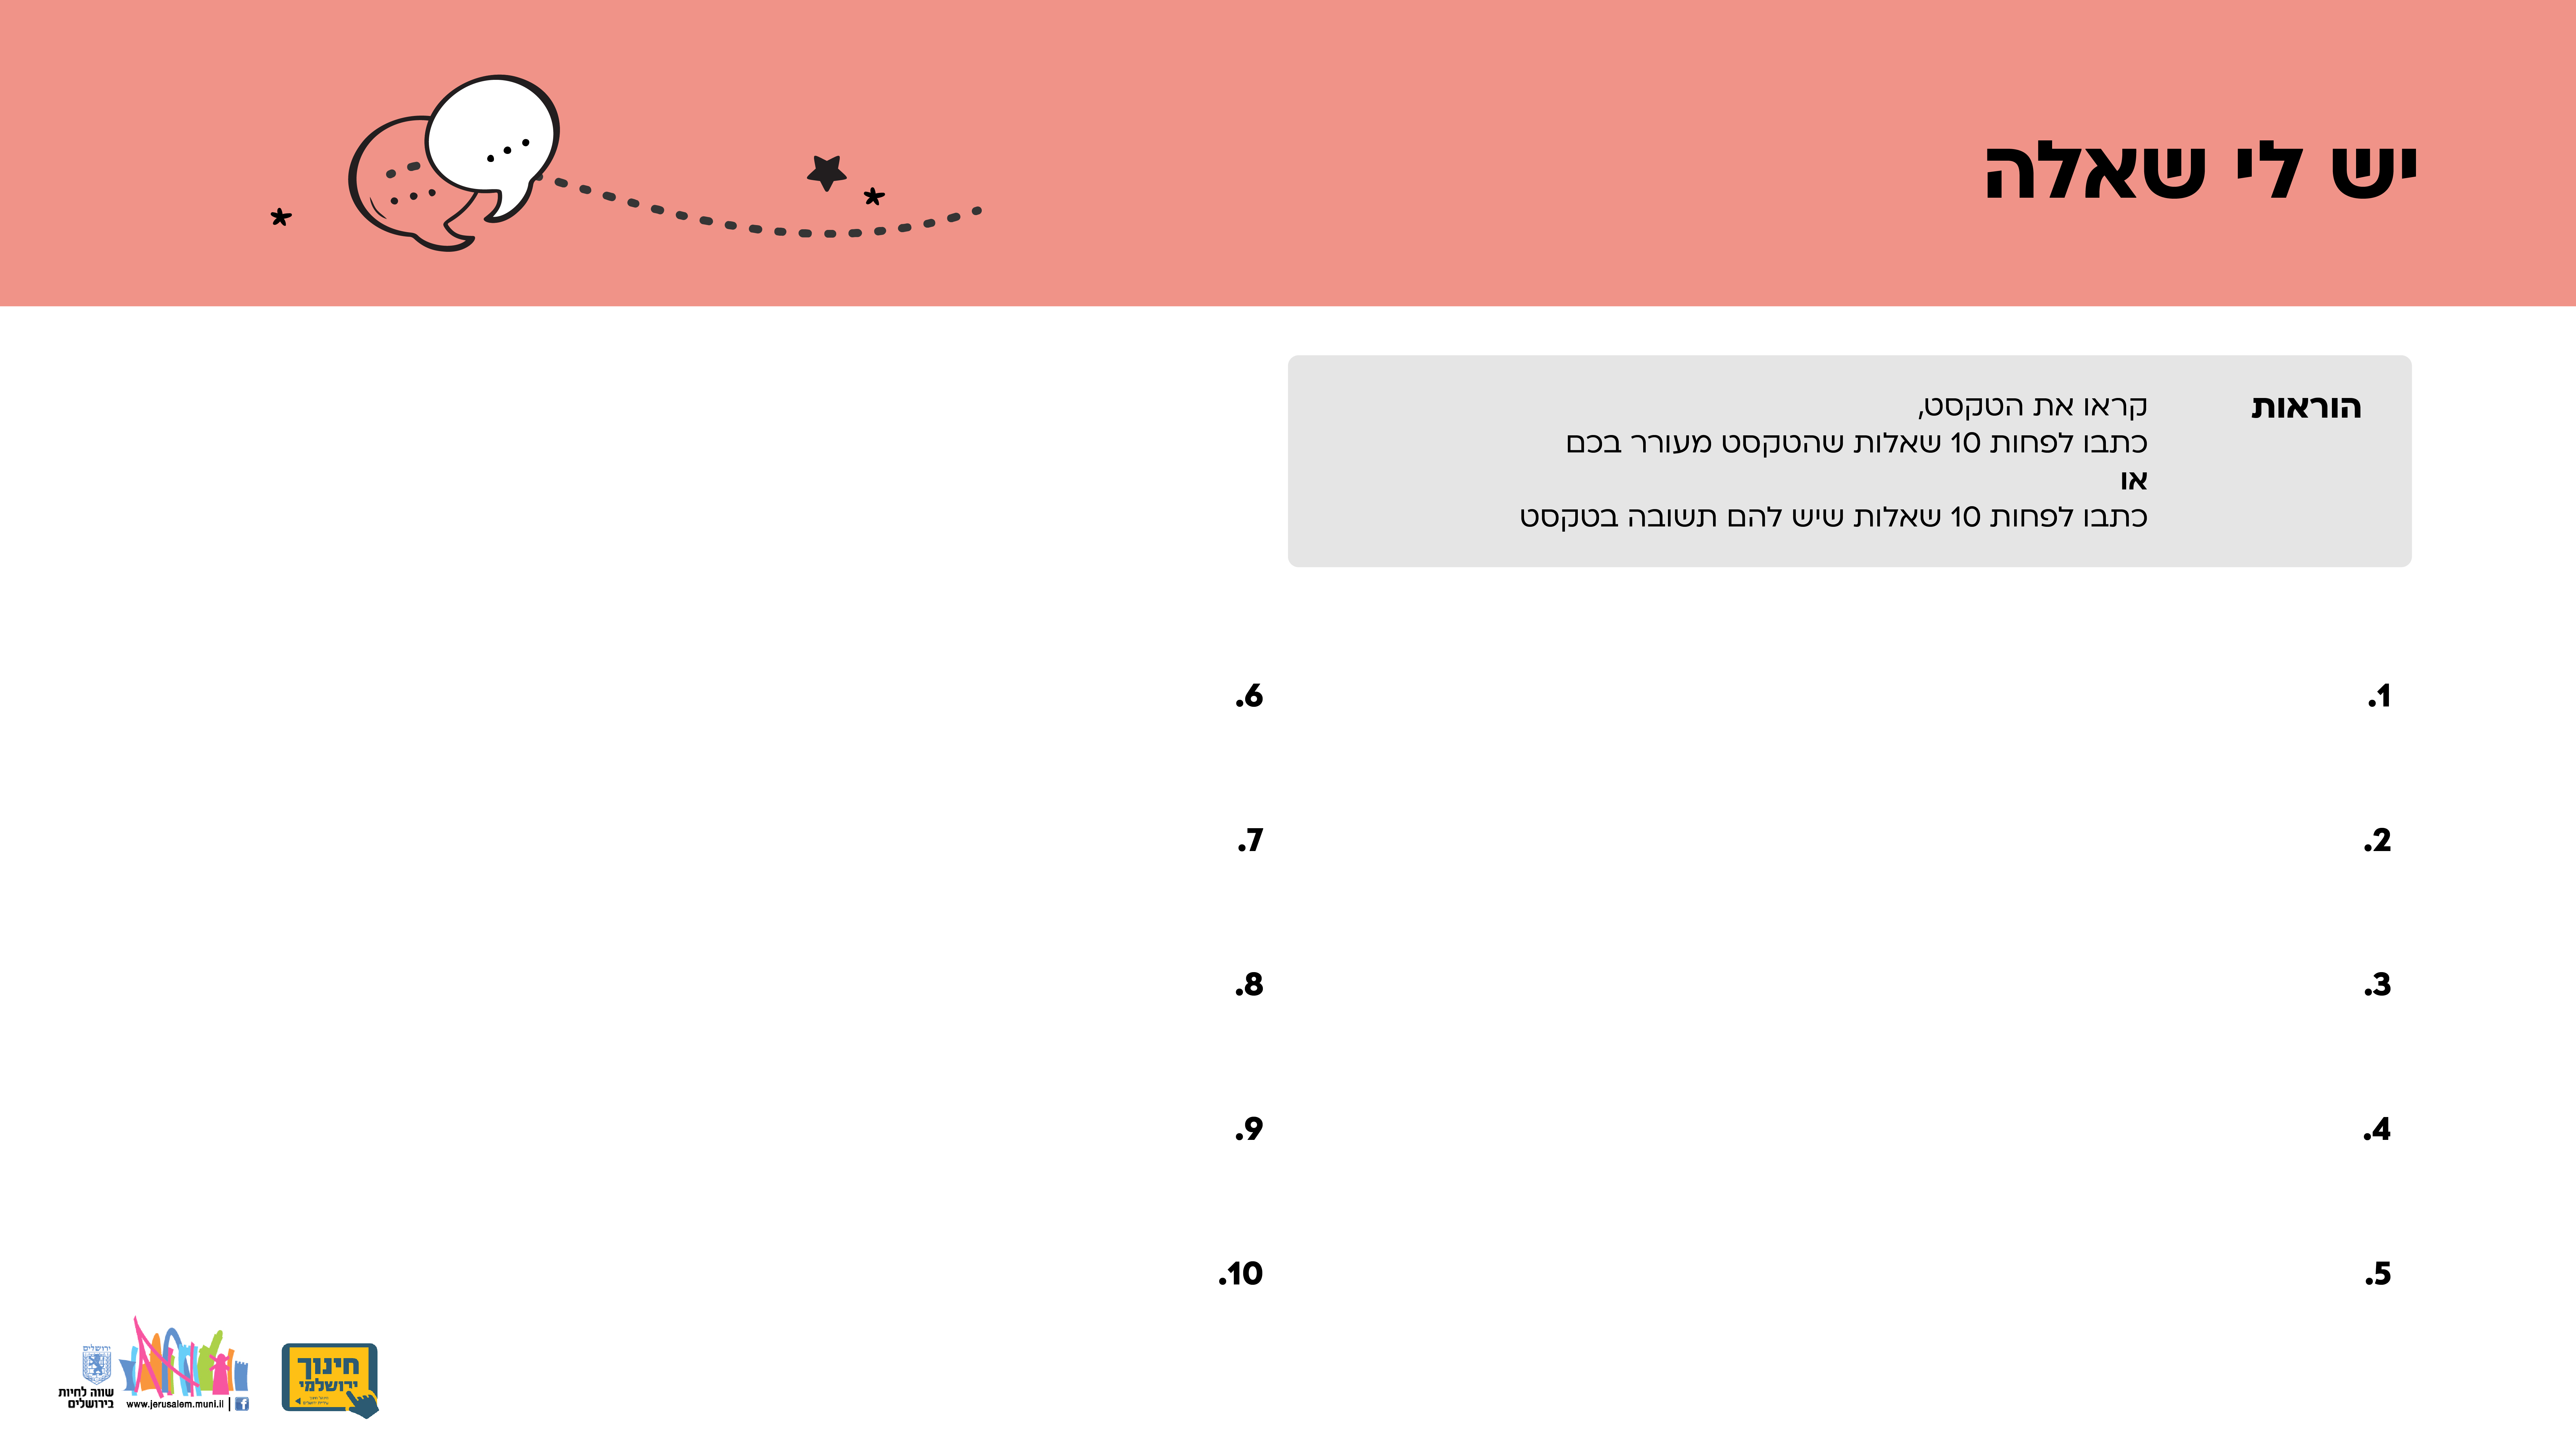 יש לי שאלה
הוראות
קראו את הטקסט,
כתבו לפחות 10 שאלות שהטקסט מעורר בכם
או
כתבו לפחות 10 שאלות שיש להם תשובה בטקסט
1.
2.
3.
4.
5.
6.
7.
8.
9.
10.
ירושלים
שווה לחיות
בירושלים
www.jerusalem.muni.il | f
חינוך
ירושלמי